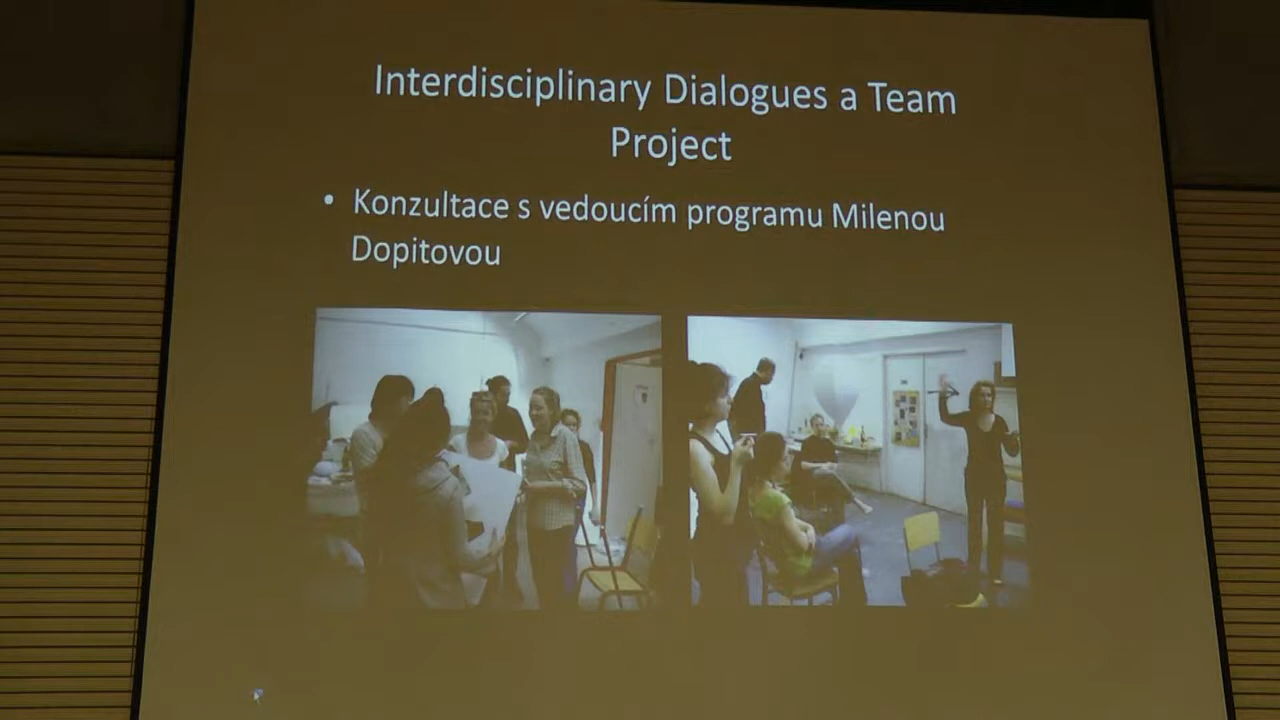 Interdisciplinary Dialogues a Team
Project
• Konzultace s vedoucím programu Milenou
Dopitovou